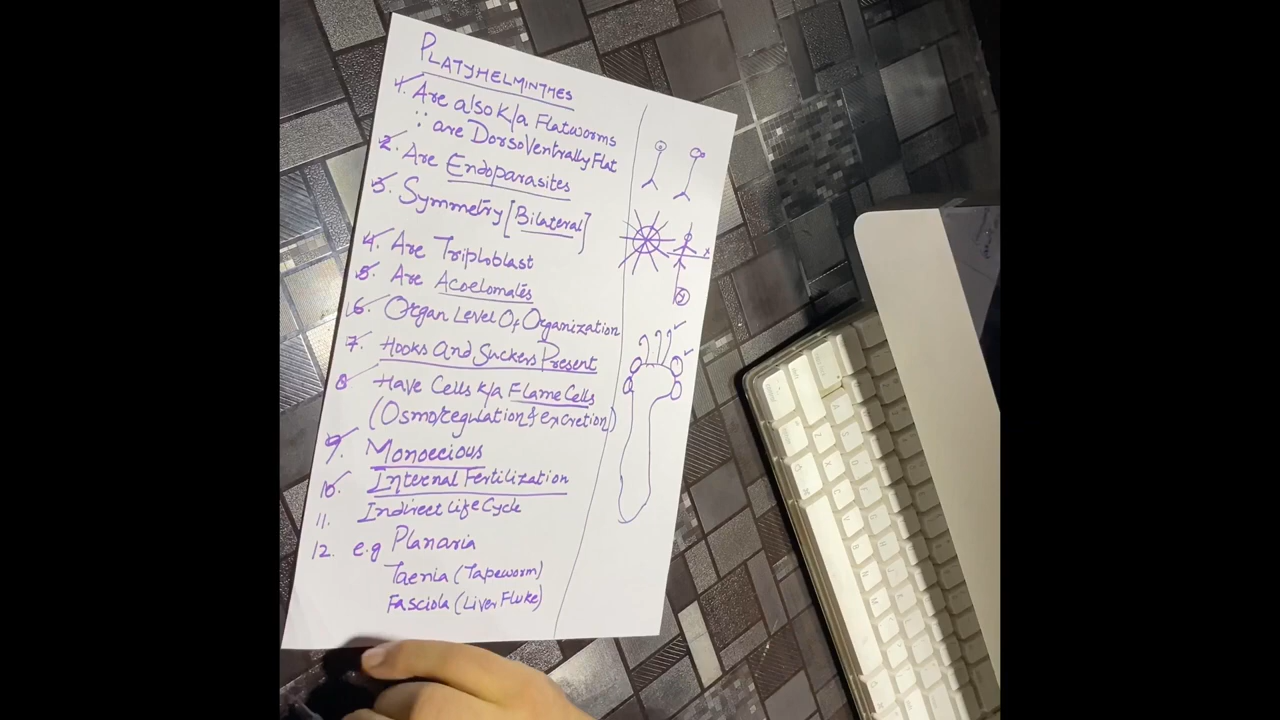 PLATYHELMINTHES
1. Are also K/a Flatworms
∵ are DorsoVentrally Flat
2. Are Endoparasites
3. Symmetry [Bilateral]
4. Are Triploblast
5. Are Acoelomates
6. Organ Level Of Organization
7. Hooks And Suckers Present
8 Have Cells k/a Flame Cells
(Osmoregulation & excretion)
9. Monoecious
10. Internal Fertilization
11. Indirect Life Cycle
12. e.g Planaria
Taenia (Tapeworm)
Fasciola (Liver Fluke)
x
y